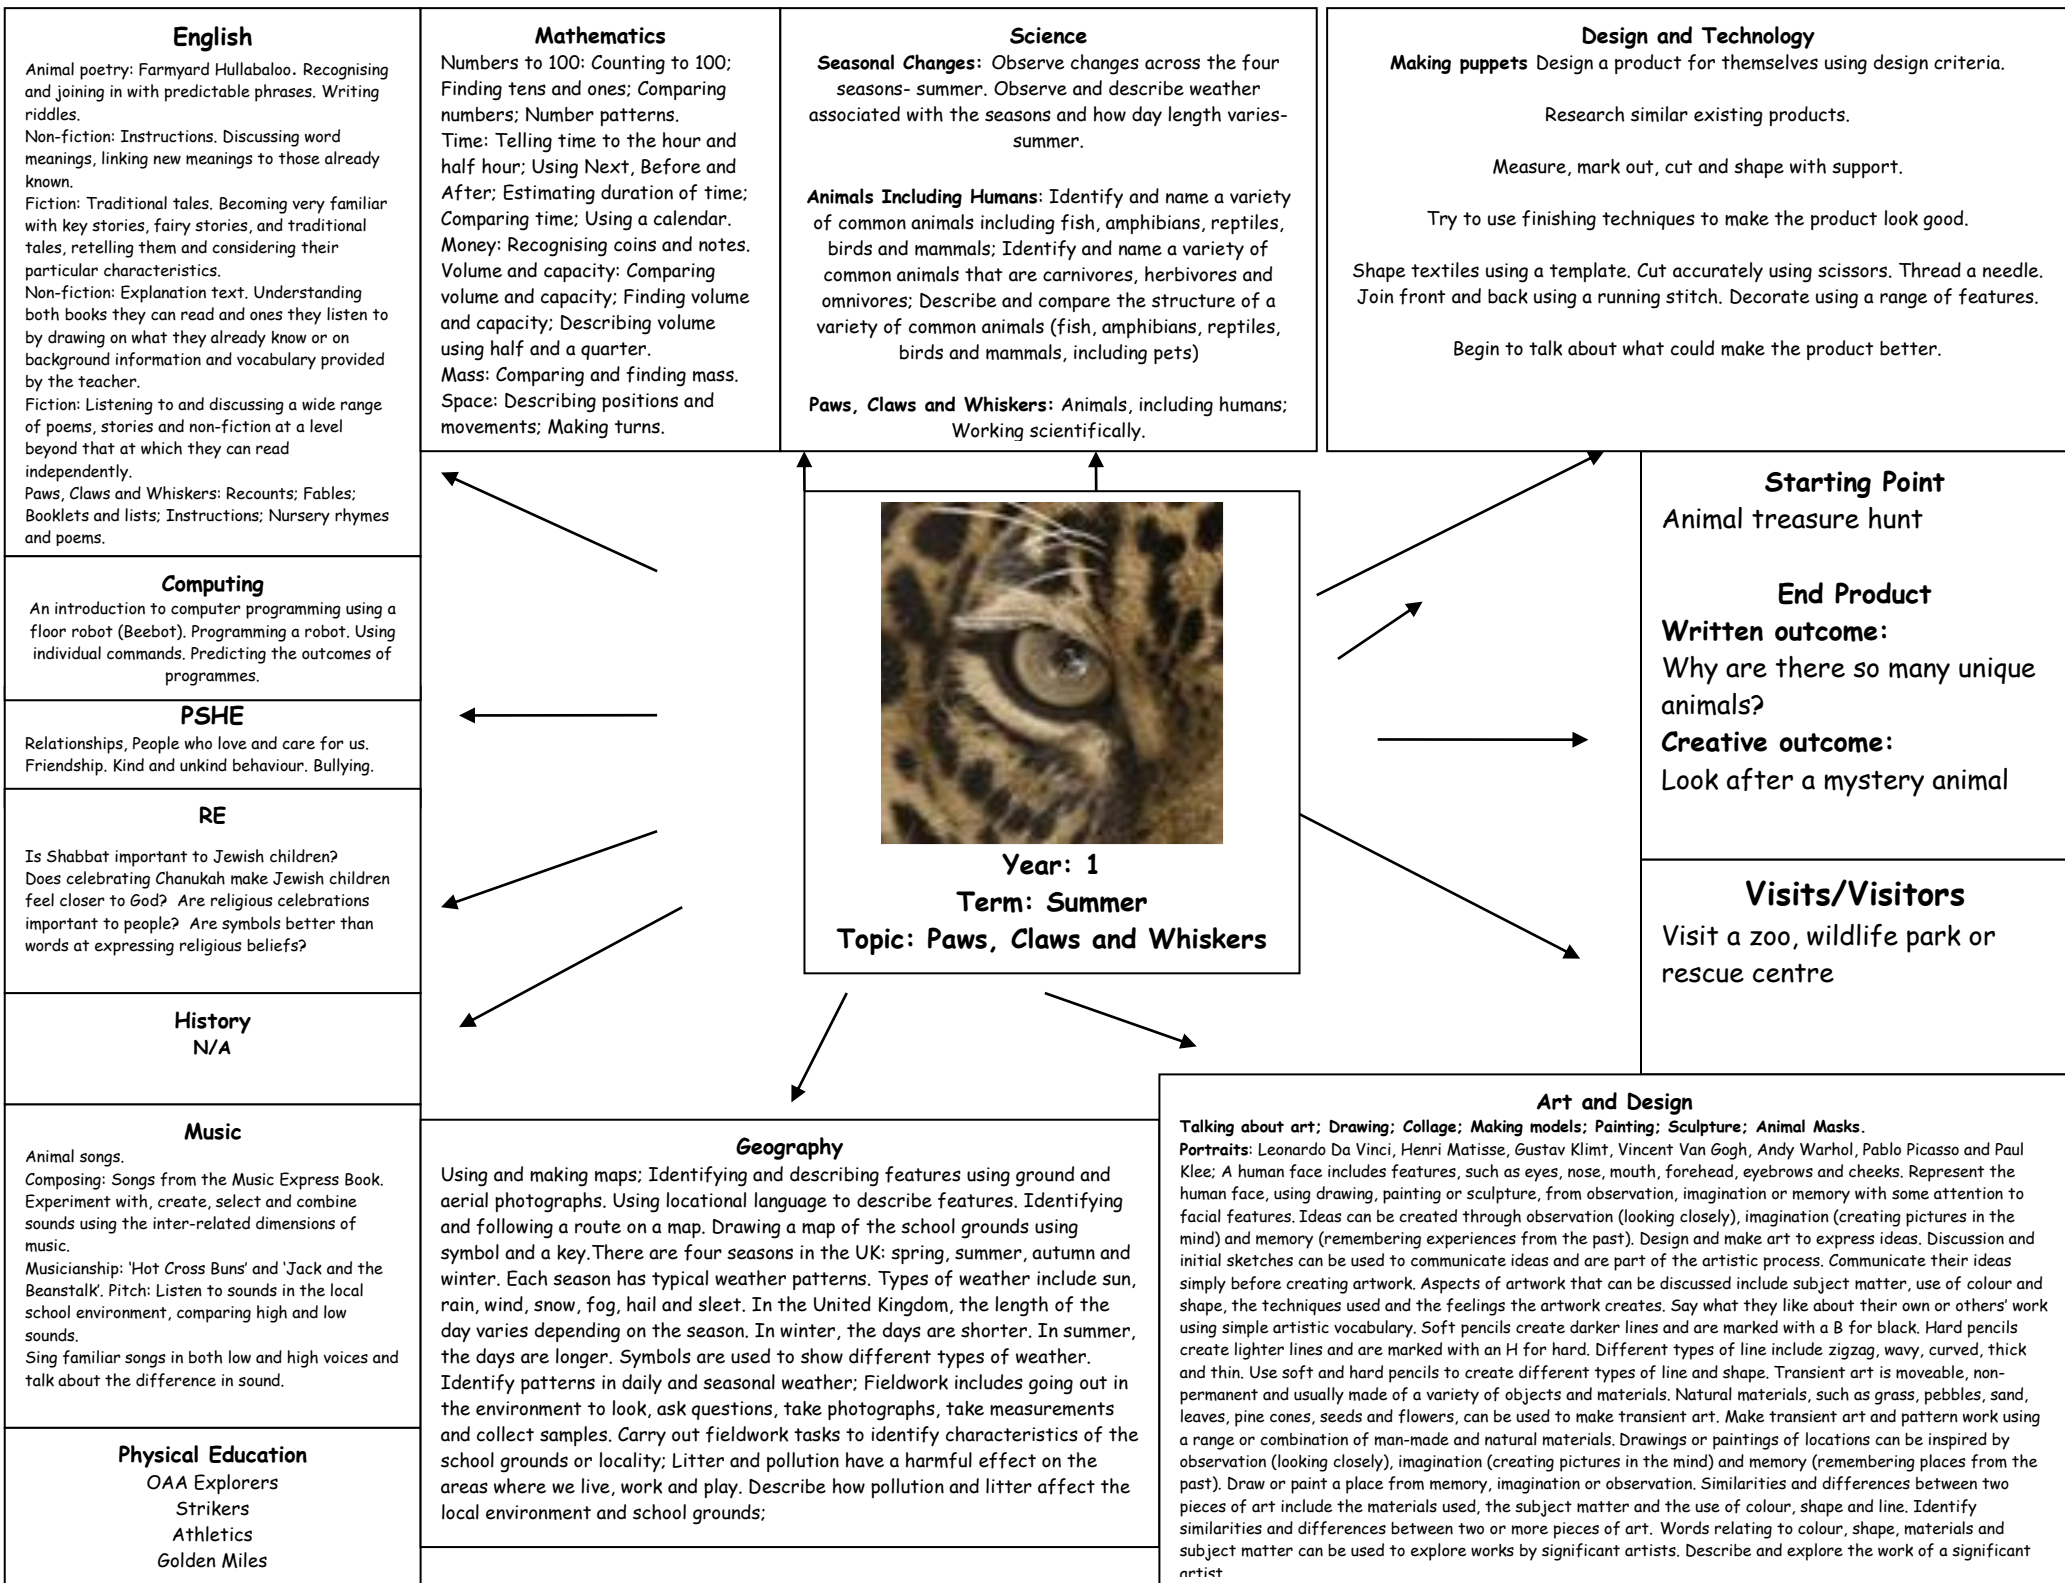 English
Animal poetry: Farmyard Hullabaloo. Recognising
and joining in with predictable phrases. Writing
riddles.
Non-fiction: Instructions. Discussing word
meanings, linking new meanings to those already
known.
Fiction: Traditional tales. Becoming very familiar
with key stories, fairy stories, and traditional
tales, retelling them and considering their
particular characteristics.
Non-fiction: Explanation text. Understanding
both books they can read and ones they listen to
by drawing on what they already know or on
background information and vocabulary provided
by the teacher.
Fiction: Listening to and discussing a wide range
of poems, stories and non-fiction at a level
beyond that at which they can read
independently.
Paws, Claws and Whiskers: Recounts; Fables;
Booklets and lists; Instructions; Nursery rhymes
and poems.
Mathematics
Numbers to 100: Counting to 100;
Finding tens and ones; Comparing
numbers; Number patterns.
Time: Telling time to the hour and
half hour; Using Next, Before and
After; Estimating duration of time;
Comparing time; Using a calendar.
Money: Recognising coins and notes.
Volume and capacity: Comparing
volume and capacity; Finding volume
and capacity; Describing volume
using half and a quarter.
Mass: Comparing and finding mass.
Space: Describing positions and
movements; Making turns.
Science
Seasonal Changes: Observe changes across the four
seasons- summer. Observe and describe weather
associated with the seasons and how day length varies-
summer.
Animals Including Humans: Identify and name a variety
of common animals including fish, amphibians, reptiles,
birds and mammals; Identify and name a variety of
common animals that are carnivores, herbivores and
omnivores; Describe and compare the structure of a
variety of common animals (fish, amphibians, reptiles,
birds and mammals, including pets)
Paws, Claws and Whiskers: Animals, including humans;
Working scientifically.
Design and Technology
Making puppets Design a product for themselves using design criteria.
Research similar existing products.
Measure, mark out, cut and shape with support.
Try to use finishing techniques to make the product look good.
Shape textiles using a template. Cut accurately using scissors. Thread a needle.
Join front and back using a running stitch. Decorate using a range of features.
Begin to talk about what could make the product better.
Computing
An introduction to computer programming using a
floor robot (Beebot). Programming a robot. Using
individual commands. Predicting the outcomes of
programmes.
PSHE
Relationships, People who love and care for us.
Friendship. Kind and unkind behaviour. Bullying.
RE
Is Shabbat important to Jewish children?
Does celebrating Chanukah make Jewish children
feel closer to God? Are religious celebrations
important to people? Are symbols better than
words at expressing religious beliefs?
History
N/A
Music
Animal songs.
Composing: Songs from the Music Express Book.
Experiment with, create, select and combine
sounds using the inter-related dimensions of
music.
Musicianship: ‘Hot Cross Buns’ and ‘Jack and the
Beanstalk’. Pitch: Listen to sounds in the local
school environment, comparing high and low
sounds.
Sing familiar songs in both low and high voices and
talk about the difference in sound.
Physical Education
OAA Explorers
Strikers
Athletics
Golden Miles
Year: 1
Term: Summer
Topic: Paws, Claws and Whiskers
Starting Point
Animal treasure hunt
End Product
Written outcome:
Why are there so many unique
animals?
Creative outcome:
Look after a mystery animal
Visits/Visitors
Visit a zoo, wildlife park or
rescue centre
Geography
Using and making maps; Identifying and describing features using ground and
aerial photographs. Using locational language to describe features. Identifying
and following a route on a map. Drawing a map of the school grounds using
symbol and a key.There are four seasons in the UK: spring, summer, autumn and
winter. Each season has typical weather patterns. Types of weather include sun,
rain, wind, snow, fog, hail and sleet. In the United Kingdom, the length of the
day varies depending on the season. In winter, the days are shorter. In summer,
the days are longer. Symbols are used to show different types of weather.
Identify patterns in daily and seasonal weather; Fieldwork includes going out in
the environment to look, ask questions, take photographs, take measurements
and collect samples. Carry out fieldwork tasks to identify characteristics of the
school grounds or locality; Litter and pollution have a harmful effect on the
areas where we live, work and play. Describe how pollution and litter affect the
local environment and school grounds;
Art and Design
Talking about art; Drawing; Collage; Making models; Painting; Sculpture; Animal Masks.
Portraits: Leonardo Da Vinci, Henri Matisse, Gustav Klimt, Vincent Van Gogh, Andy Warhol, Pablo Picasso and Paul
Klee; A human face includes features, such as eyes, nose, mouth, forehead, eyebrows and cheeks. Represent the
human face, using drawing, painting or sculpture, from observation, imagination or memory with some attention to
facial features. Ideas can be created through observation (looking closely), imagination (creating pictures in the
mind) and memory (remembering experiences from the past). Design and make art to express ideas. Discussion and
initial sketches can be used to communicate ideas and are part of the artistic process. Communicate their ideas
simply before creating artwork. Aspects of artwork that can be discussed include subject matter, use of colour and
shape, the techniques used and the feelings the artwork creates. Say what they like about their own or others’ work
using simple artistic vocabulary. Soft pencils create darker lines and are marked with a B for black. Hard pencils
create lighter lines and are marked with an H for hard. Different types of line include zigzag, wavy, curved, thick
and thin. Use soft and hard pencils to create different types of line and shape. Transient art is moveable, non-
permanent and usually made of a variety of objects and materials. Natural materials, such as grass, pebbles, sand,
leaves, pine cones, seeds and flowers, can be used to make transient art. Make transient art and pattern work using
a range or combination of man-made and natural materials. Drawings or paintings of locations can be inspired by
observation (looking closely), imagination (creating pictures in the mind) and memory (remembering places from the
past). Draw or paint a place from memory, imagination or observation. Similarities and differences between two
pieces of art include the materials used, the subject matter and the use of colour, shape and line. Identify
similarities and differences between two or more pieces of art. Words relating to colour, shape, materials and
subject matter can be used to explore works by significant artists. Describe and explore the work of a significant
artist